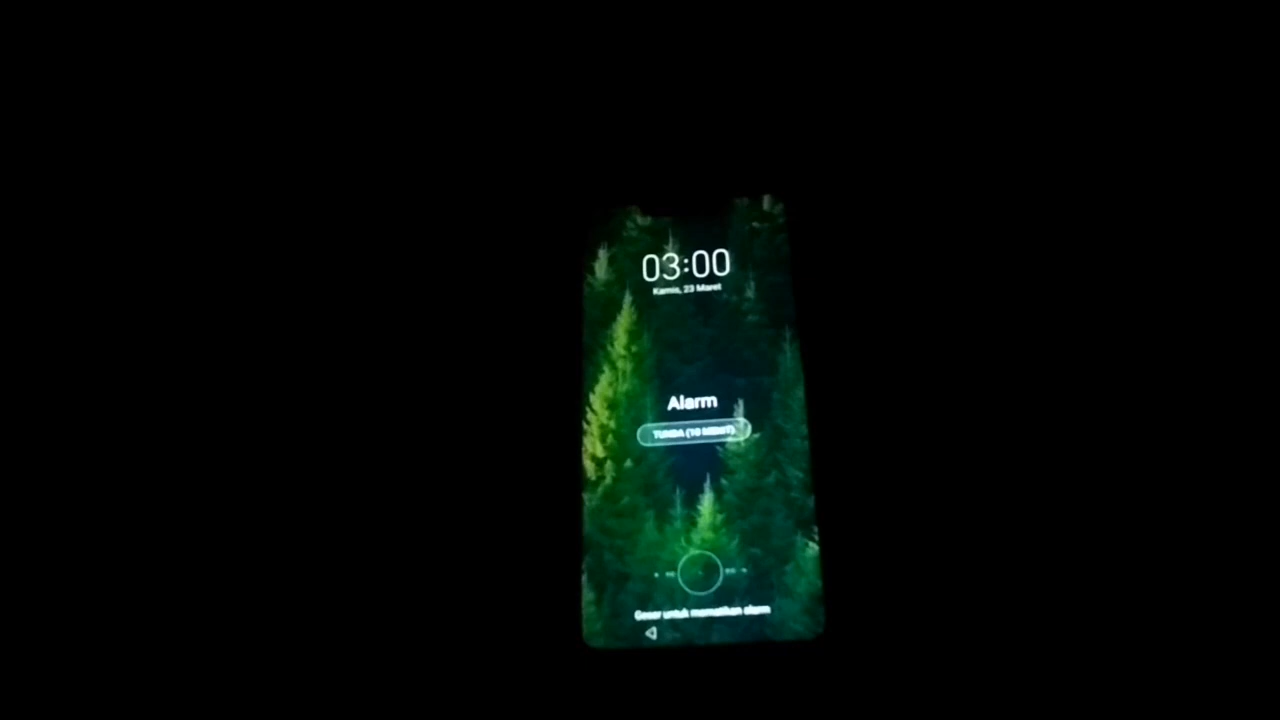 03:00
Kamis, 23 Maret
Alarm
TUNDA (10 MENIT)
Geser untuk mematikan alarm